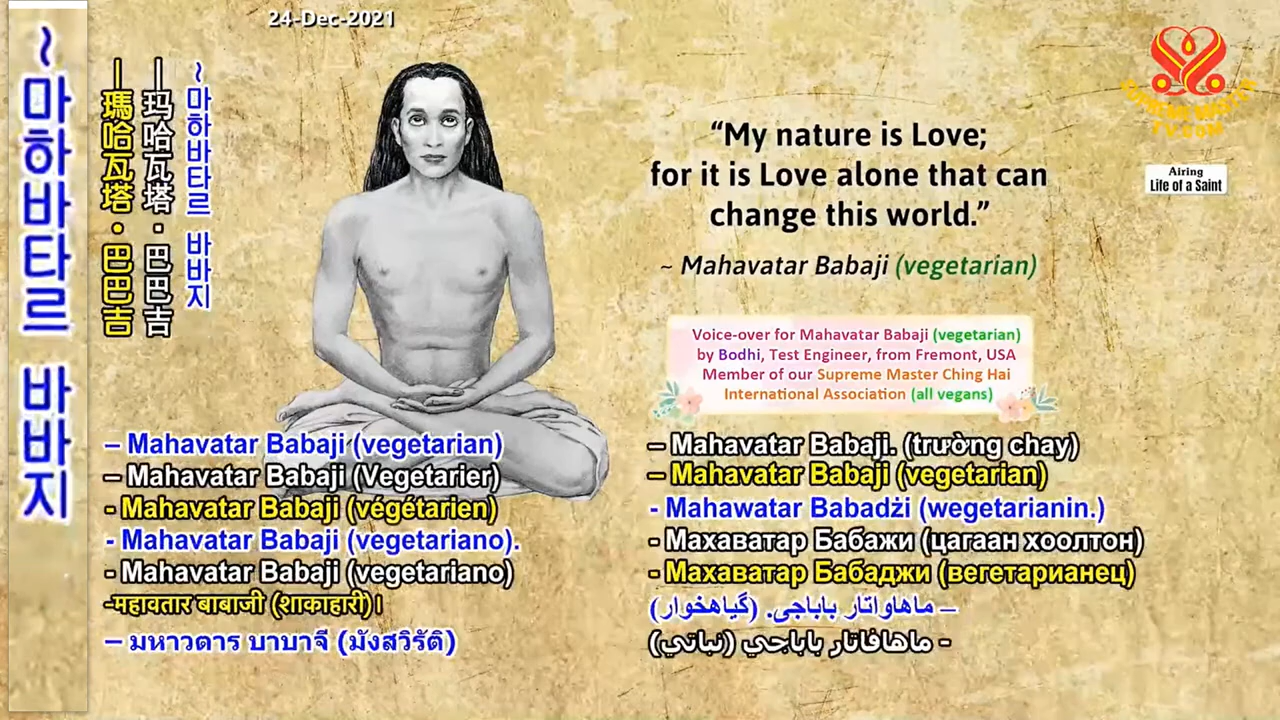 24-Dec-2021
~마하바타르 바바지
—瑪哈瓦塔・巴巴吉
—玛哈瓦塔・巴巴吉
~마하바타르 바바지
“My nature is Love;
for it is Love alone that can
change this world.”
~ Mahavatar Babaji (vegetarian)
SUPREME MASTER
TV.COM
Airing
Life of a Saint
Voice-over for Mahavatar Babaji (vegetarian)
by Bodhi, Test Engineer, from Fremont, USA
Member of our Supreme Master Ching Hai
International Association (all vegans)
– Mahavatar Babaji (vegetarian)
– Mahavatar Babaji (Vegetarier)
- Mahavatar Babaji (végétarien)
- Mahavatar Babaji (vegetariano).
- Mahavatar Babaji (vegetariano)
-महावतार बाबाजी (शाकाहारी)।
– มหาวตาร บาบาจี (มังสวิรัติ)
– Mahavatar Babaji. (trường chay)
– Mahavatar Babaji (vegetarian)
- Mahawatar Babadżi (wegetarianin.)
- Махаватар Бабажи (цагаан хоолтон)
- Махаватар Бабаджи (вегетарианец)
– ماهاواتار باباجی. (گیاهخوار)
- ماهافاتار باباجي (نباتي)